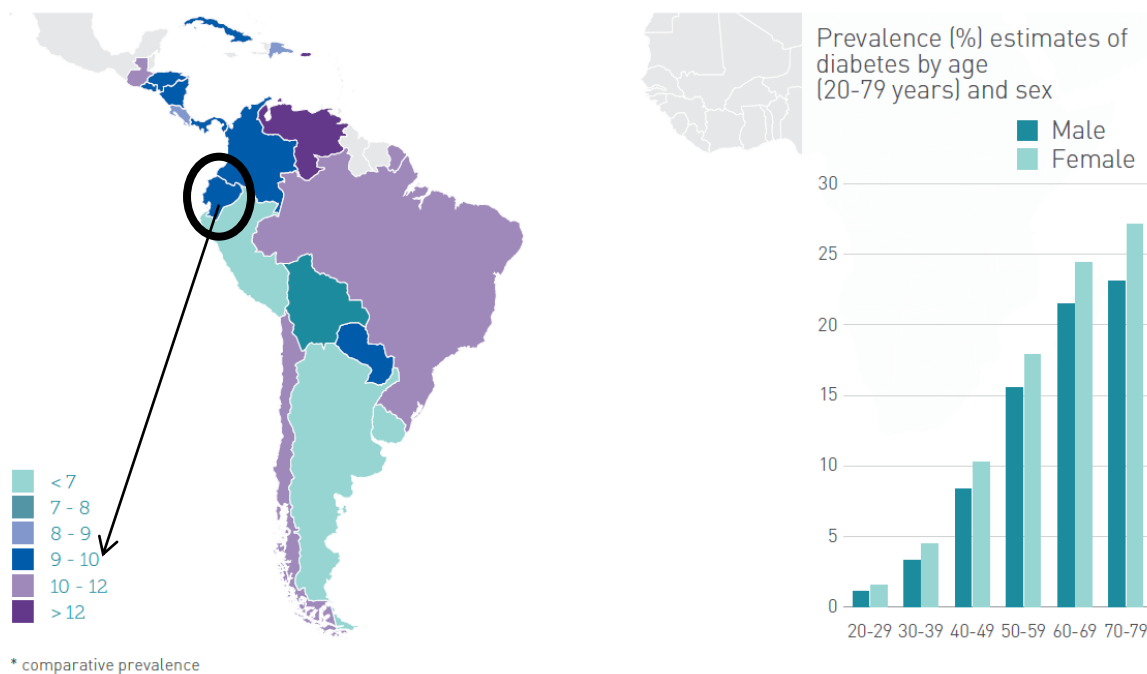 Prevalence (%) estimates of
diabetes by age
(20-79 years) and sex
Male
Female
30
25
20
15
10
5
0
20-29 30-39 40-49 50-59 60-69 70-79
< 7
7 - 8
8 - 9
9 - 10
10 - 12
> 12
* comparative prevalence